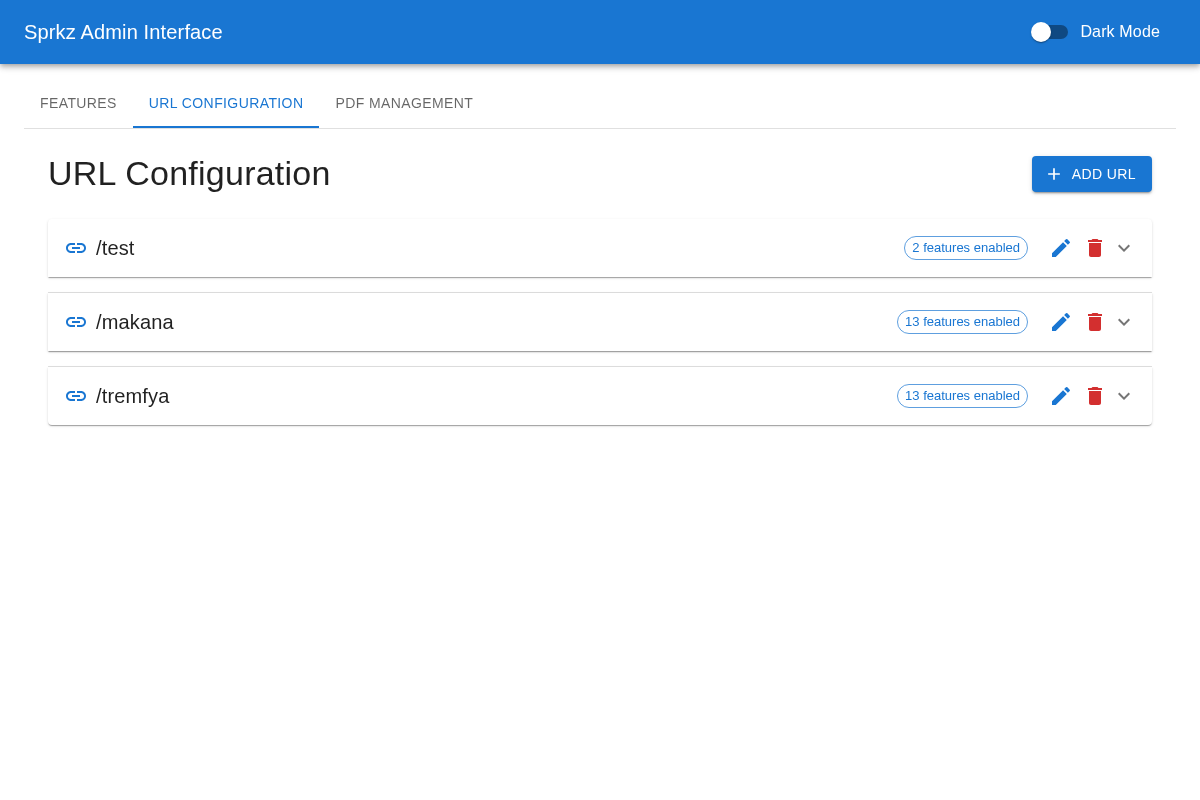 Sprkz Admin Interface
Dark Mode
FEATURES
URL CONFIGURATION
PDF MANAGEMENT
URL Configuration
ADD URL
/test
2 features enabled
/makana
13 features enabled
/tremfya
13 features enabled